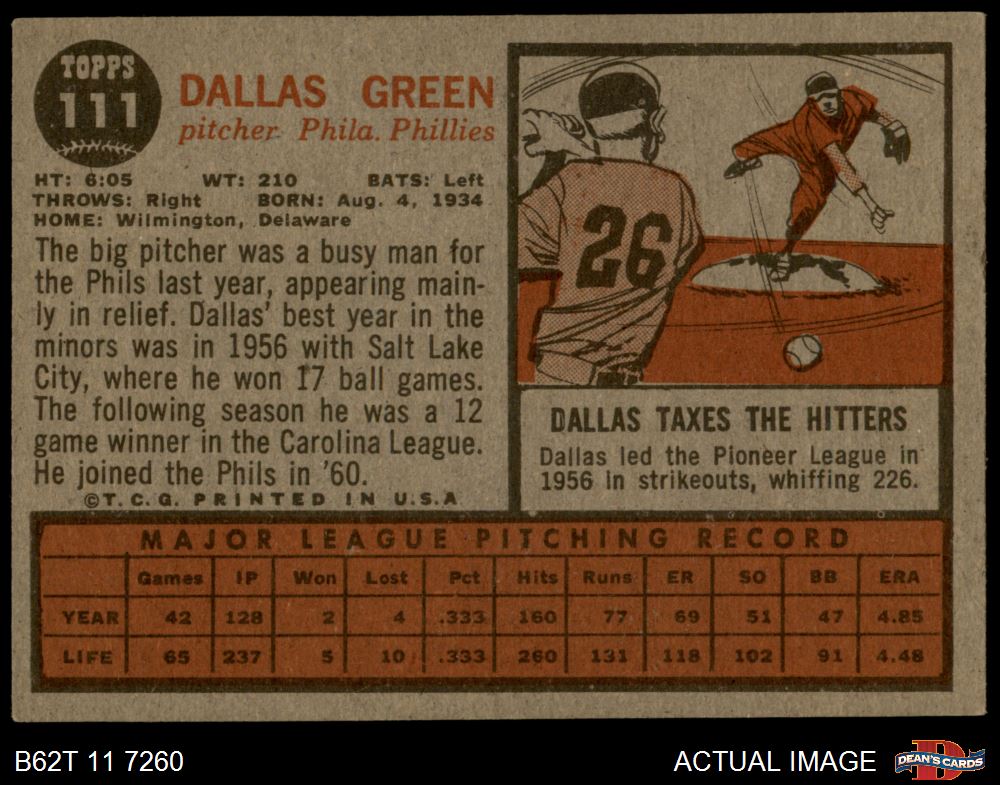 TOPPS
111
DALLAS GREEN
pitcher Phila. Phillies
HT: 6:05 WT: 210 BATS: Left
THROWS: Right BORN: Aug. 4, 1934
HOME: Wilmington, Delaware
The big pitcher was a busy man for
the Phils last year, appearing main-
ly in relief. Dallas' best year in the
minors was in 1956 with Salt Lake
City, where he won 17 ball games.
The following season he was a 12
game winner in the Carolina League.
He joined the Phils in '60.
©T.C.G. PRINTED IN U.S.A
26
DALLAS TAXES THE HITTERS
Dallas led the Pioneer League in
1956 in strikeouts, whiffing 226.
MAJOR LEAGUE PITCHING RECORD
Games IP Won Lost Pct Hits Runs ER SO BB ERA
YEAR 42 128 2 4 .333 160 77 69 51 47 4.85
LIFE 65 237 5 10 .333 260 131 118 102 91 4.48
B62T 11 7260 ACTUAL IMAGE DEAN'S CARDS